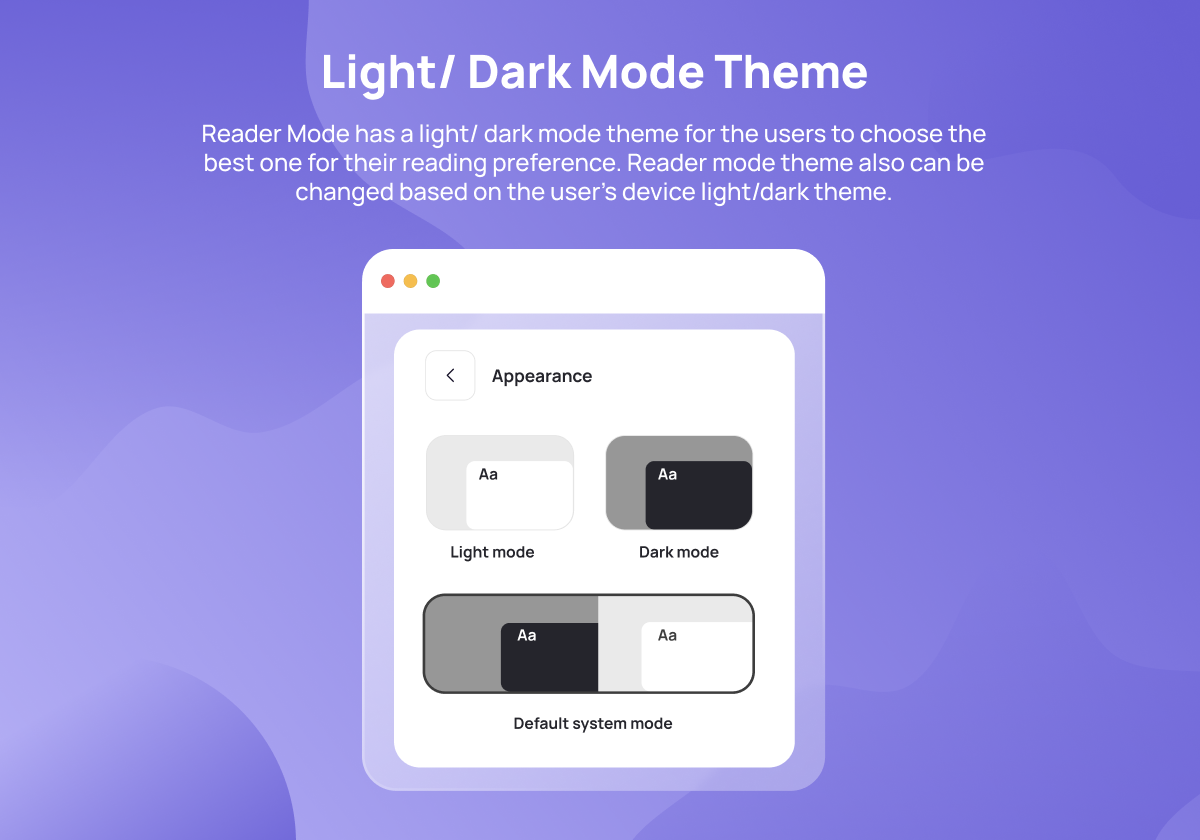 Light/ Dark Mode Theme
Reader Mode has a light/ dark mode theme for the users to choose the
best one for their reading preference. Reader mode theme also can be
changed based on the user's device light/dark theme.
Appearance
Aa
Aa
Light mode
Dark mode
Aa
Aa
Default system mode